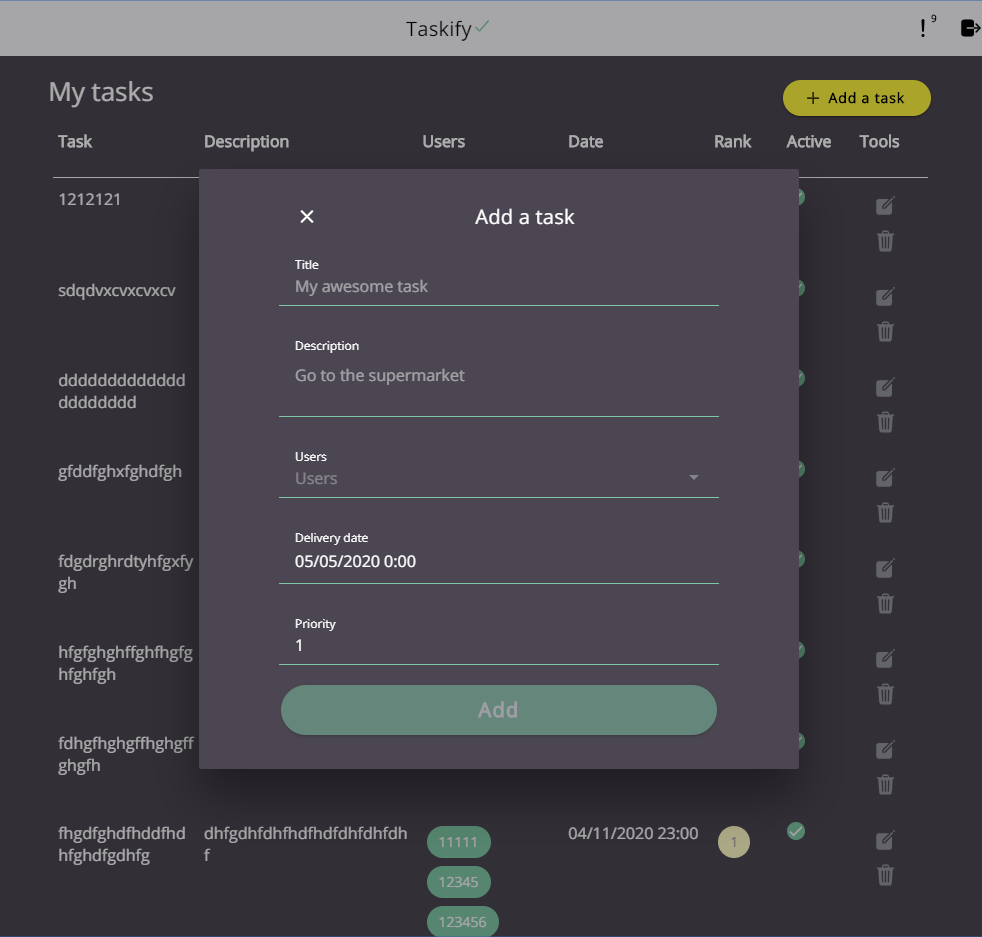 Taskify
9
My tasks
+ Add a task
Task Description Users Date Rank Active Tools
1212121
sdqdvxcvxcvxcv
ddddddddddddd
dddddddd
gfddfghxfghdfgh
fdgdrghrdtyhfgxfy
gh
hfgfghghffghfhgfg
hfghfgh
fdhgfhghgffhghgff
ghgfh
fhgdfghdfhddfhd
hfghdfgdhfg
dhfgdhfdhfhdfhdfdhfdhfdh
f
11111
12345
123456
04/11/2020 23:00
1
Add a task
Title
My awesome task
Description
Go to the supermarket
Users
Users
Delivery date
05/05/2020 0:00
Priority
1
Add